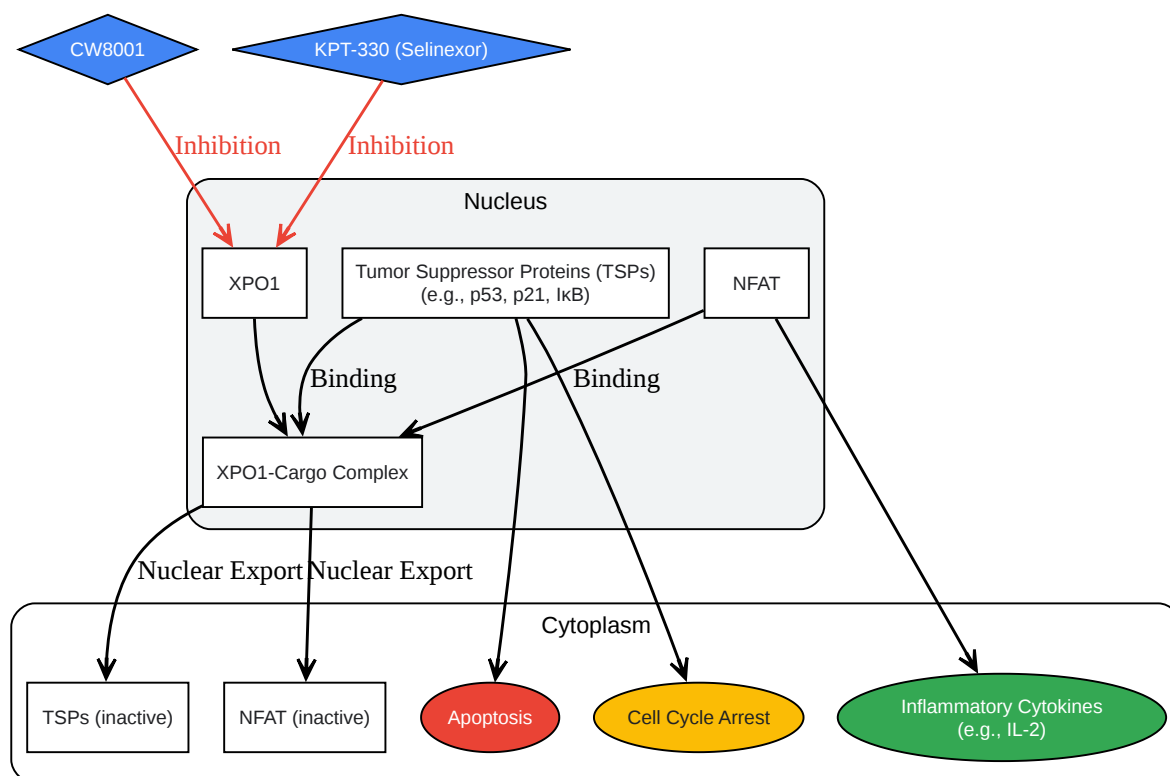 CW8001
KPT-330 (Selinexor)
Inhibition
Inhibition
Nucleus
XPO1
Tumor Suppressor Proteins (TSPs)
(e.g., p53, p21, IκB)
NFAT
Binding
Binding
XPO1-Cargo Complex
Nuclear Export
Nuclear Export
Cytoplasm
TSPs (inactive)
NFAT (inactive)
Apoptosis
Cell Cycle Arrest
Inflammatory Cytokines
(e.g., IL-2)